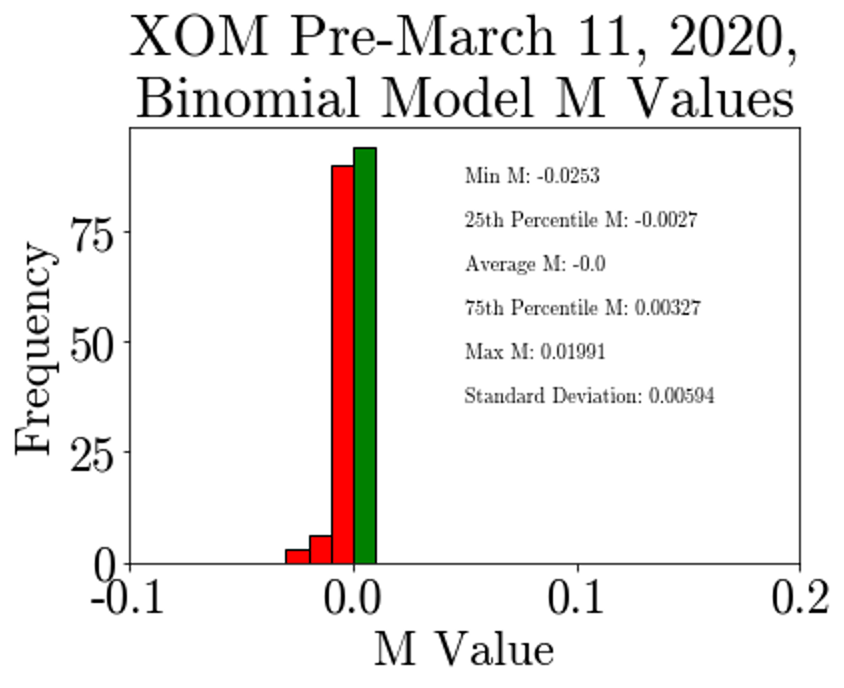 XOM Pre-March 11, 2020,
Binomial Model M Values
Min M: -0.0253
25th Percentile M: -0.0027
Average M: -0.0
75th Percentile M: 0.00327
Max M: 0.01991
Standard Deviation: 0.00594
Frequency
75
50
25
0
-0.1 0.0 0.1 0.2
M Value